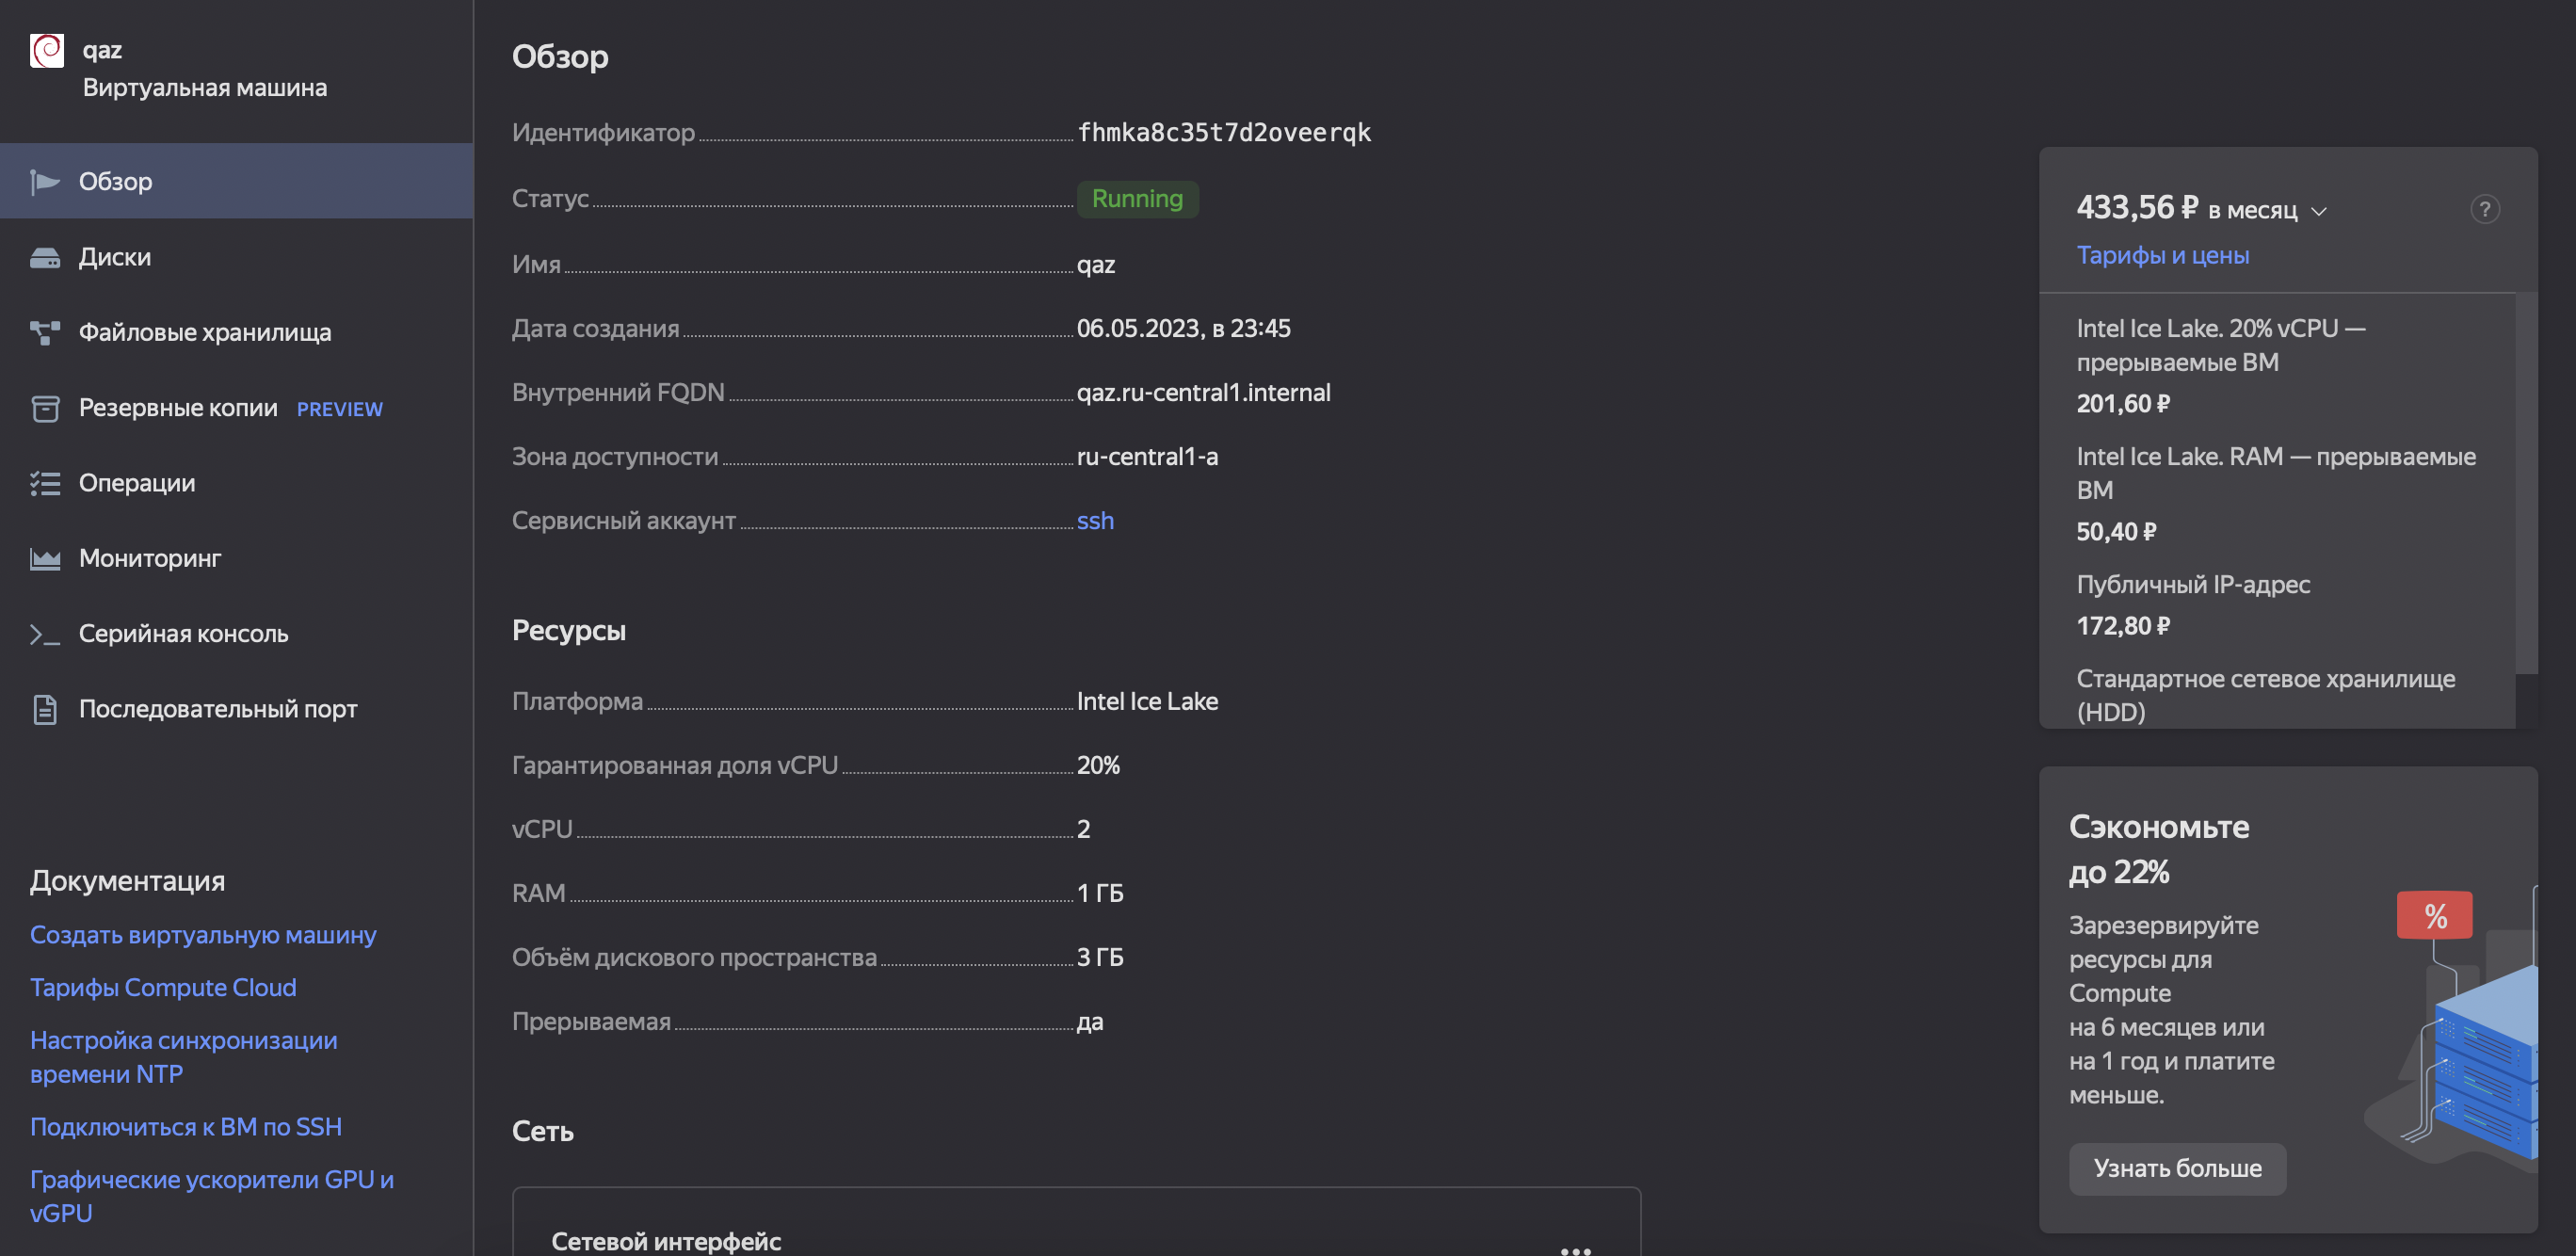 qaz
Виртуальная машина
Обзор
Диски
Файловые хранилища
Резервные копии PREVIEW
Операции
Мониторинг
Серийная консоль
Последовательный порт
Документация
Создать виртуальную машину
Тарифы Compute Cloud
Настройка синхронизации
времени NTP
Подключиться к ВМ по SSH
Графические ускорители GPU и
vGPU
Обзор
Идентификатор fhmka8c35t7d2oveerqk
Статус Running
Имя qaz
Дата создания 06.05.2023, в 23:45
Внутренний FQDN qaz.ru-central1.internal
Зона доступности ru-central1-a
Сервисный аккаунт ssh
Ресурсы
Платформа Intel Ice Lake
Гарантированная доля vCPU 20%
vCPU 2
RAM 1 ГБ
Объём дискового пространства 3 ГБ
Прерываемая да
Сеть
Сетевой интерфейс
433,56 ₽ в месяц
?
Тарифы и цены
Intel Ice Lake. 20% vCPU —
прерываемые ВМ
201,60 ₽
Intel Ice Lake. RAM — прерываемые
ВМ
50,40 ₽
Публичный IP-адрес
172,80 ₽
Стандартное сетевое хранилище
(HDD)
Сэкономьте
до 22%
Зарезервируйте
ресурсы для
Compute
на 6 месяцев или
на 1 год и платите
меньше.
%
Узнать больше